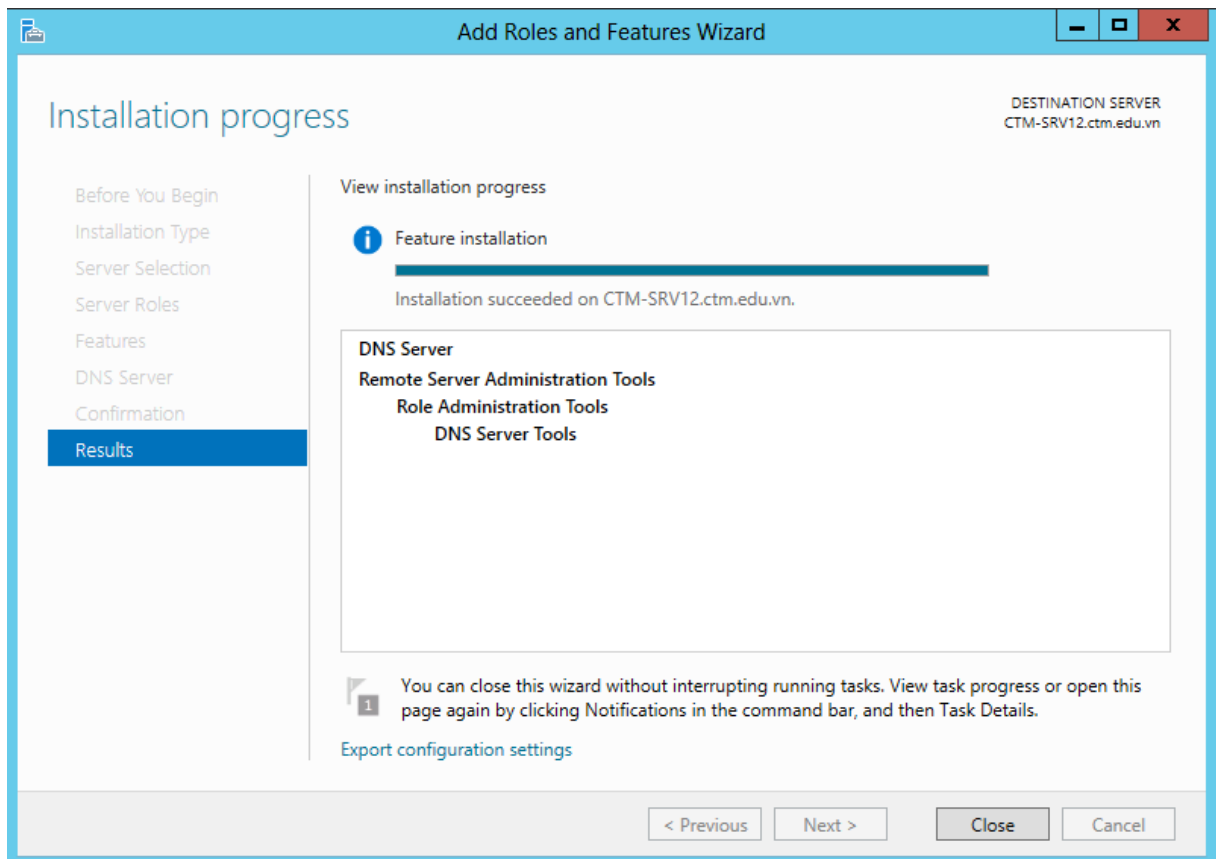 Add Roles and Features Wizard
Installation progress
DESTINATION SERVER
CTM-SRV12.ctm.edu.vn
Before You Begin
Installation Type
Server Selection
Server Roles
Features
DNS Server
Confirmation
Results
View installation progress
Feature installation
Installation succeeded on CTM-SRV12.ctm.edu.vn.
DNS Server
Remote Server Administration Tools
Role Administration Tools
DNS Server Tools
1
You can close this wizard without interrupting running tasks. View task progress or open this
page again by clicking Notifications in the command bar, and then Task Details.
Export configuration settings
< Previous
Next >
Close
Cancel